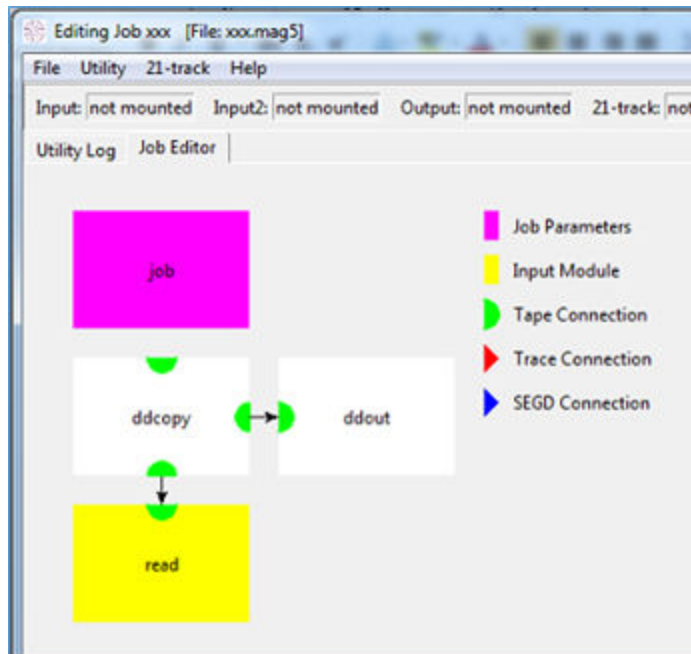 Editing Job xxx [File: xxx.mag5]
File Utility 21-track Help
Input: not mounted Input2: not mounted Output: not mounted 21-track: not
Utility Log Job Editor
job
Job Parameters
Input Module
Tape Connection
Trace Connection
SEGD Connection
ddcopy
ddout
read